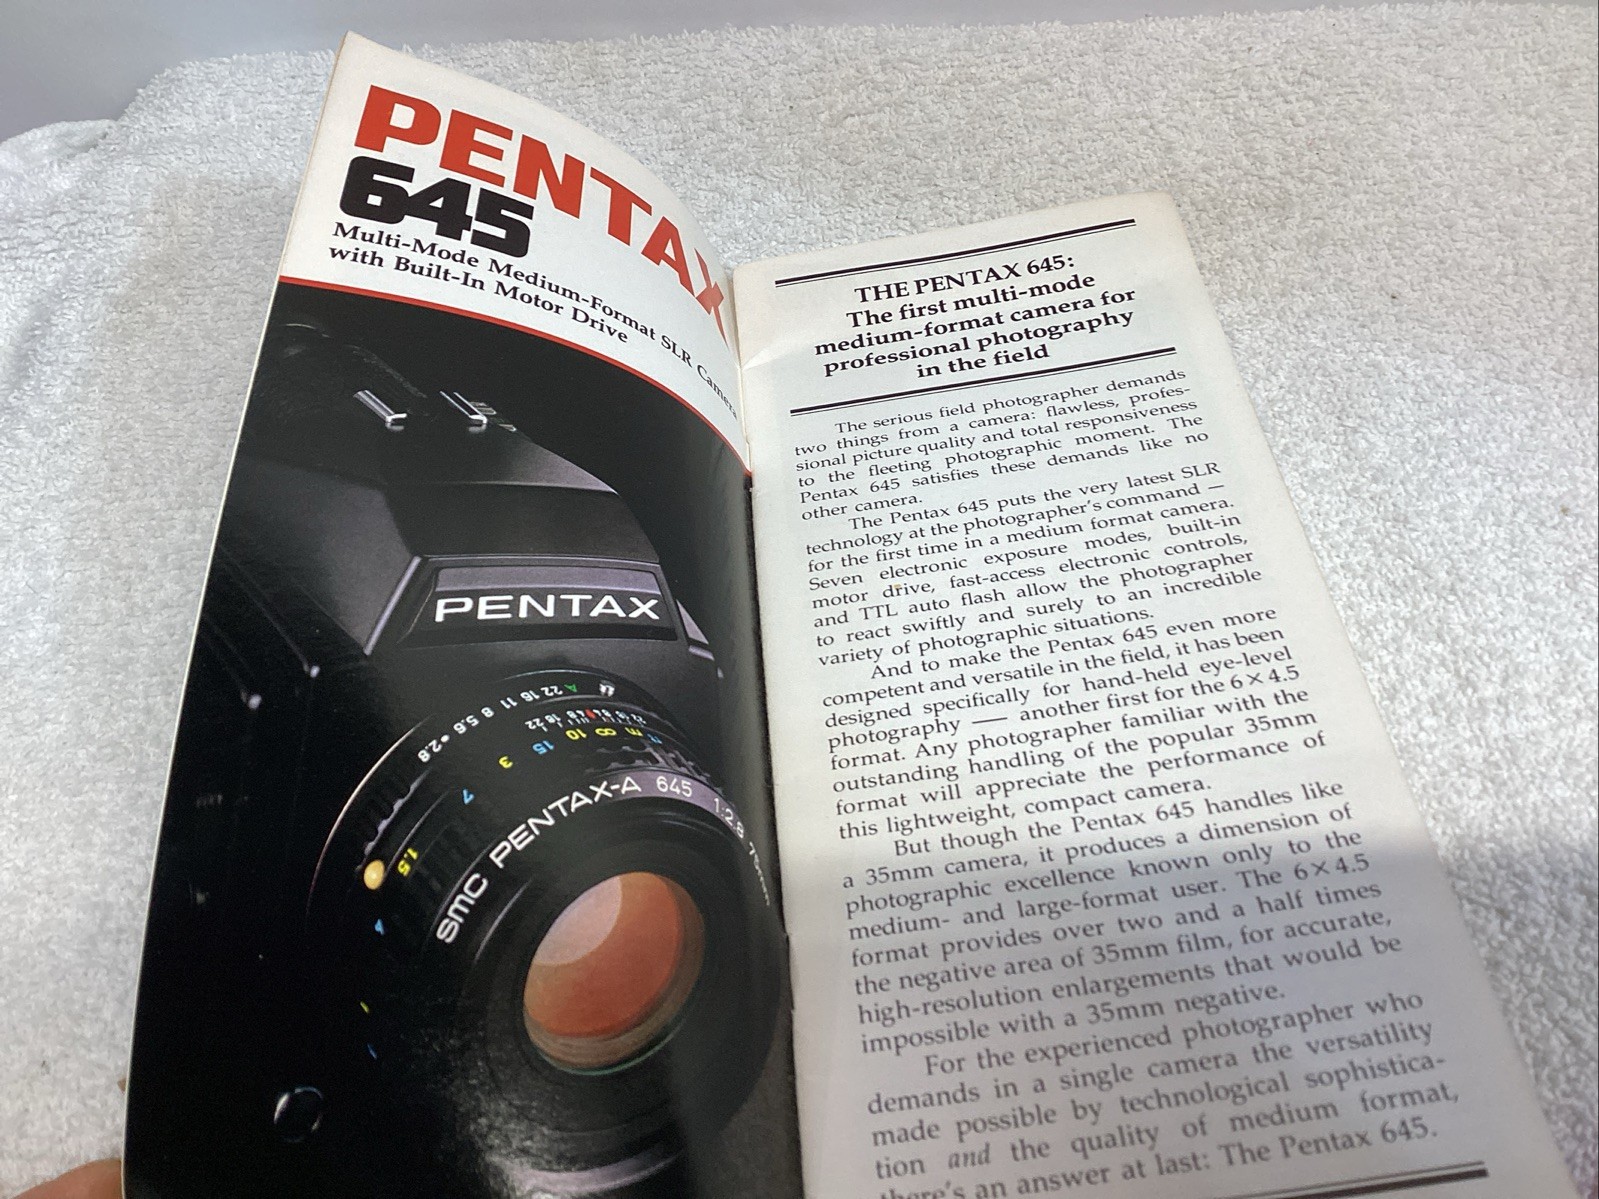 PENTAX
645
Multi-Mode Medium-Format SLR Camera
with Built-In Motor Drive
PENTAX
A 22 16 11 8 5.6 • 2.8
22
ft m ∞ 10 15 3 7 1.5
SMC PENTAX-A 645 1:2.8 75mm
THE PENTAX 645:
The first multi-mode
medium-format camera for
professional photography
in the field
The serious field photographer demands
two things from a camera: flawless, profes-
sional picture quality and total responsiveness
to the fleeting photographic moment. The
Pentax 645 satisfies these demands like no
other camera.
The Pentax 645 puts the very latest SLR
technology at the photographer's command —
for the first time in a medium format camera.
Seven electronic exposure modes, built-in
motor drive, fast-access electronic controls,
and TTL auto flash allow the photographer
to react swiftly and surely to an incredible
variety of photographic situations.
And to make the Pentax 645 even more
competent and versatile in the field, it has been
designed specifically for hand-held eye-level
photography — another first for the 6 × 4.5
format. Any photographer familiar with the
outstanding handling of the popular 35mm
format will appreciate the performance of
this lightweight, compact camera.
But though the Pentax 645 handles like
a 35mm camera, it produces a dimension of
photographic excellence known only to the
medium- and large-format user. The 6 × 4.5
format provides over two and a half times
the negative area of 35mm film, for accurate,
high-resolution enlargements that would be
impossible with a 35mm negative.
For the experienced photographer who
demands in a single camera the versatility
made possible by technological sophistica-
tion and the quality of medium format,
there's an answer at last: The Pentax 645.